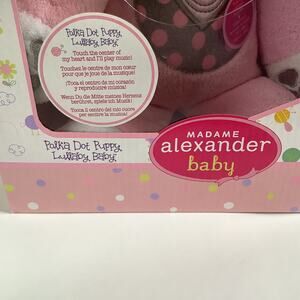 Polka Dot Puppy
Lullaby Baby
Touch the center of
my heart and I'll play music!
Touchez le centre de mon cœur
pour que je joue de la musique!
¡Toca el centro de mi corazón
y reproduciré música!
Wenn Du die Mitte meines Herzens
berührst, spiele ich Musik!
Tocca il centro del mio cuore
per sentire la musica!
Polka Dot Puppy
Lullaby Baby
MADAME
alexander
baby